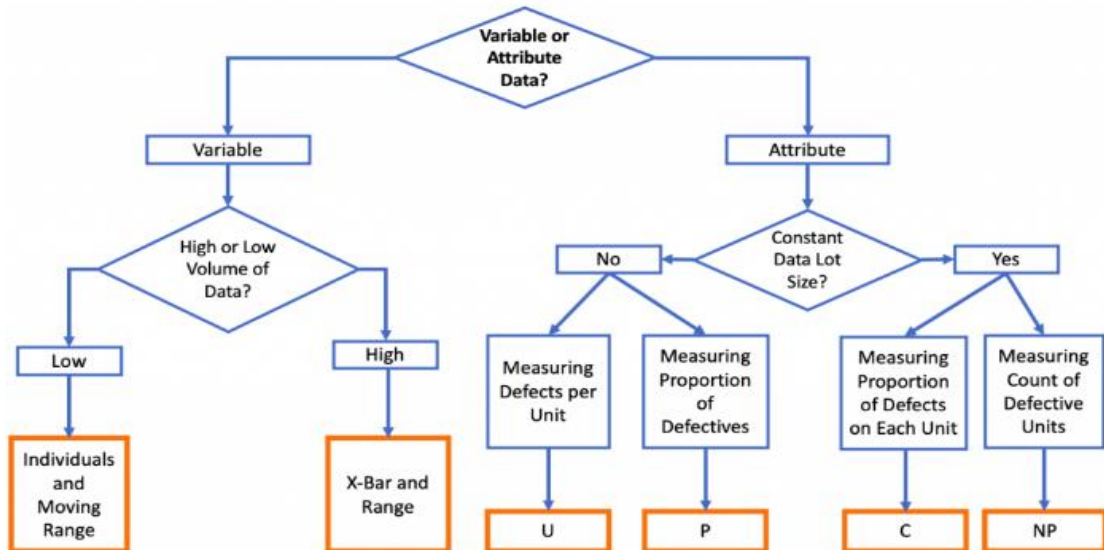 Variable or
Attribute
Data?
Variable
Attribute
High or Low
Volume of
Data?
Constant
Data Lot
Size?
No
Yes
Low
High
Measuring
Defects per
Unit
Measuring
Proportion
of
Defectives
Measuring
Proportion
of Defects
on Each Unit
Measuring
Count of
Defective
Units
Individuals
and
Moving
Range
X-Bar and
Range
U
P
C
NP